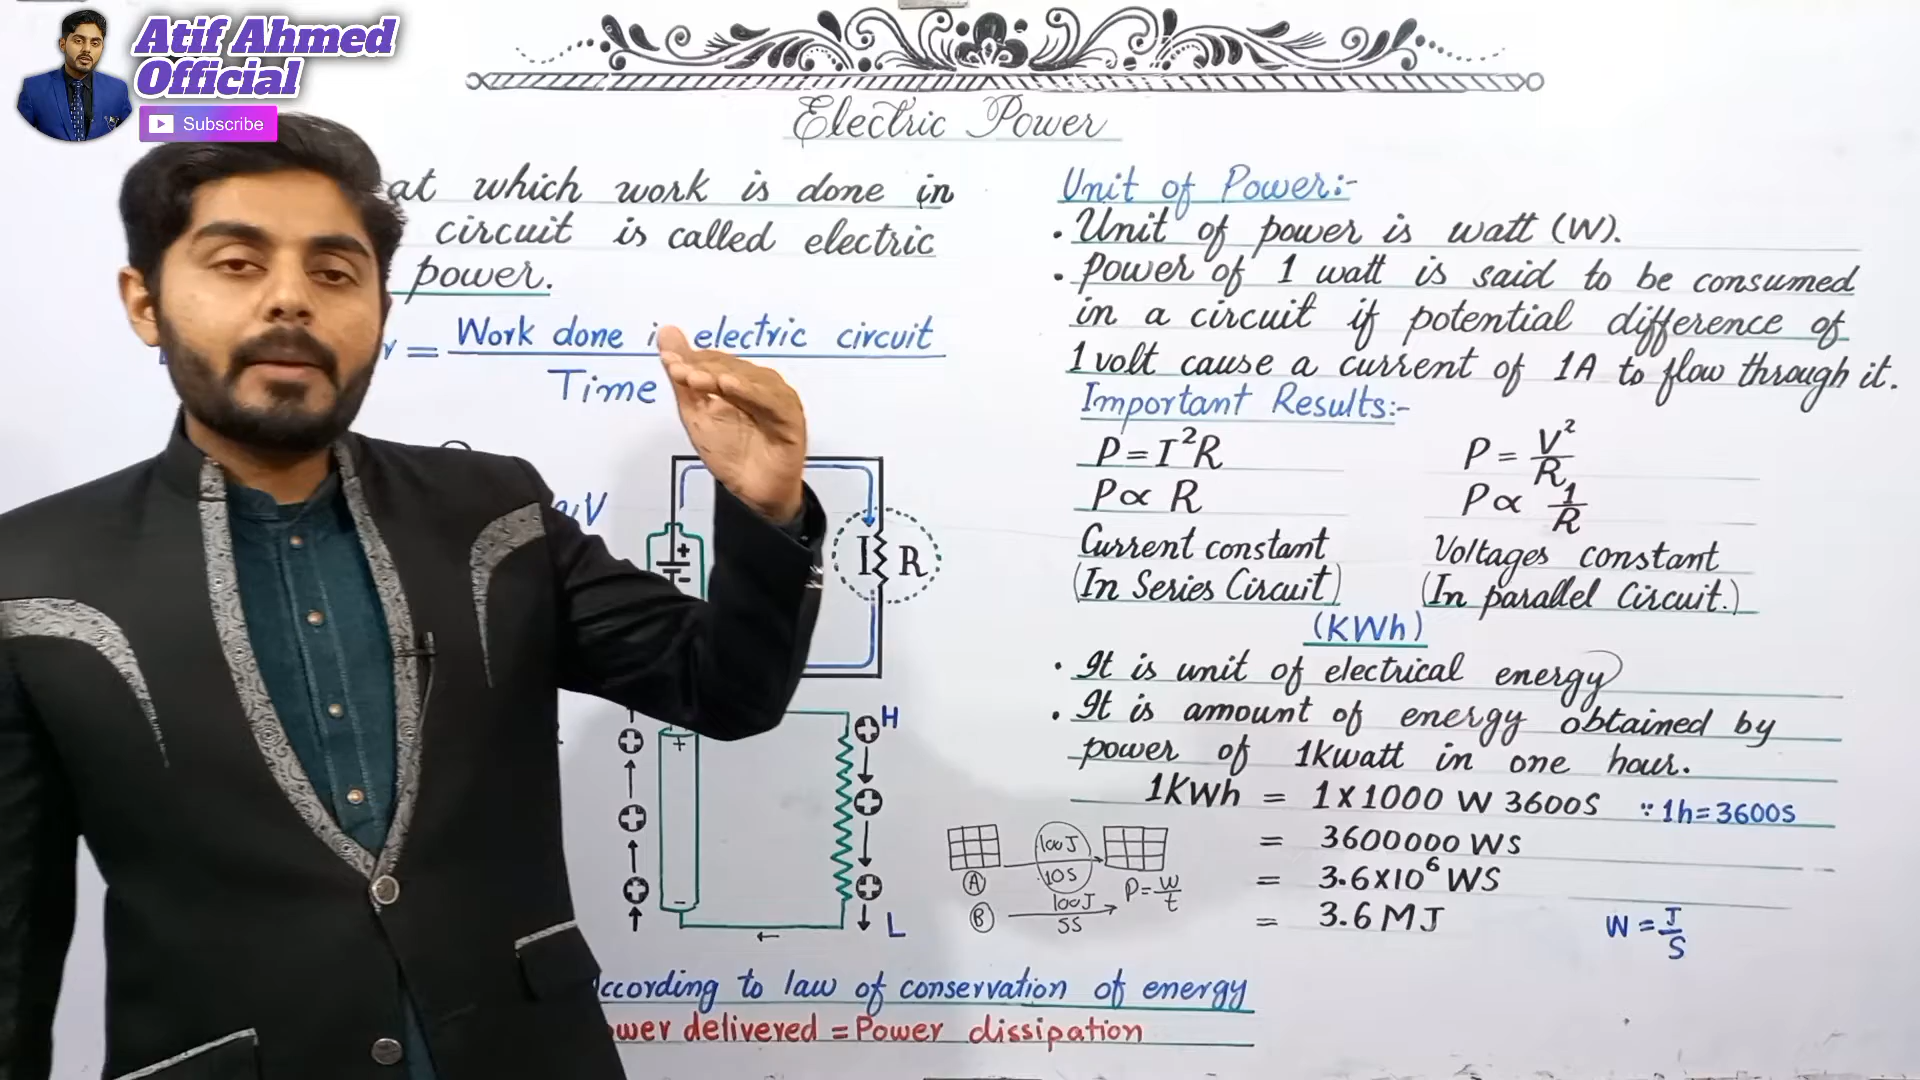 Atif Ahmed
Official
Subscribe
Electric Power
at which work is done in
circuit is called electric
power.
= Work done electric circuit
Time
V
+
-
I R
+
-
H
L
According to law of conservation of energy
Power delivered = Power dissipation
Unit of Power:-
• Unit of power is watt (W).
• Power of 1 watt is said to be consumed
in a circuit if potential difference of
1 volt cause a current of 1A to flow through it.
Important Results:-
P = I²R
P ∝ R
Current constant
(In Series Circuit)
P = V²/R
P ∝ 1/R
Voltages constant
(In parallel Circuit.)
(KWh)
• It is unit of electrical energy
• It is amount of energy obtained by
power of 1Kwatt in one hour.
1KWh = 1 X 1000 W 3600S ∵ 1h = 3600S
= 3600000 WS
= 3.6X10⁶ WS
= 3.6 MJ
W = J/S
A 100J/10S
P = W/t
B 100J/5S